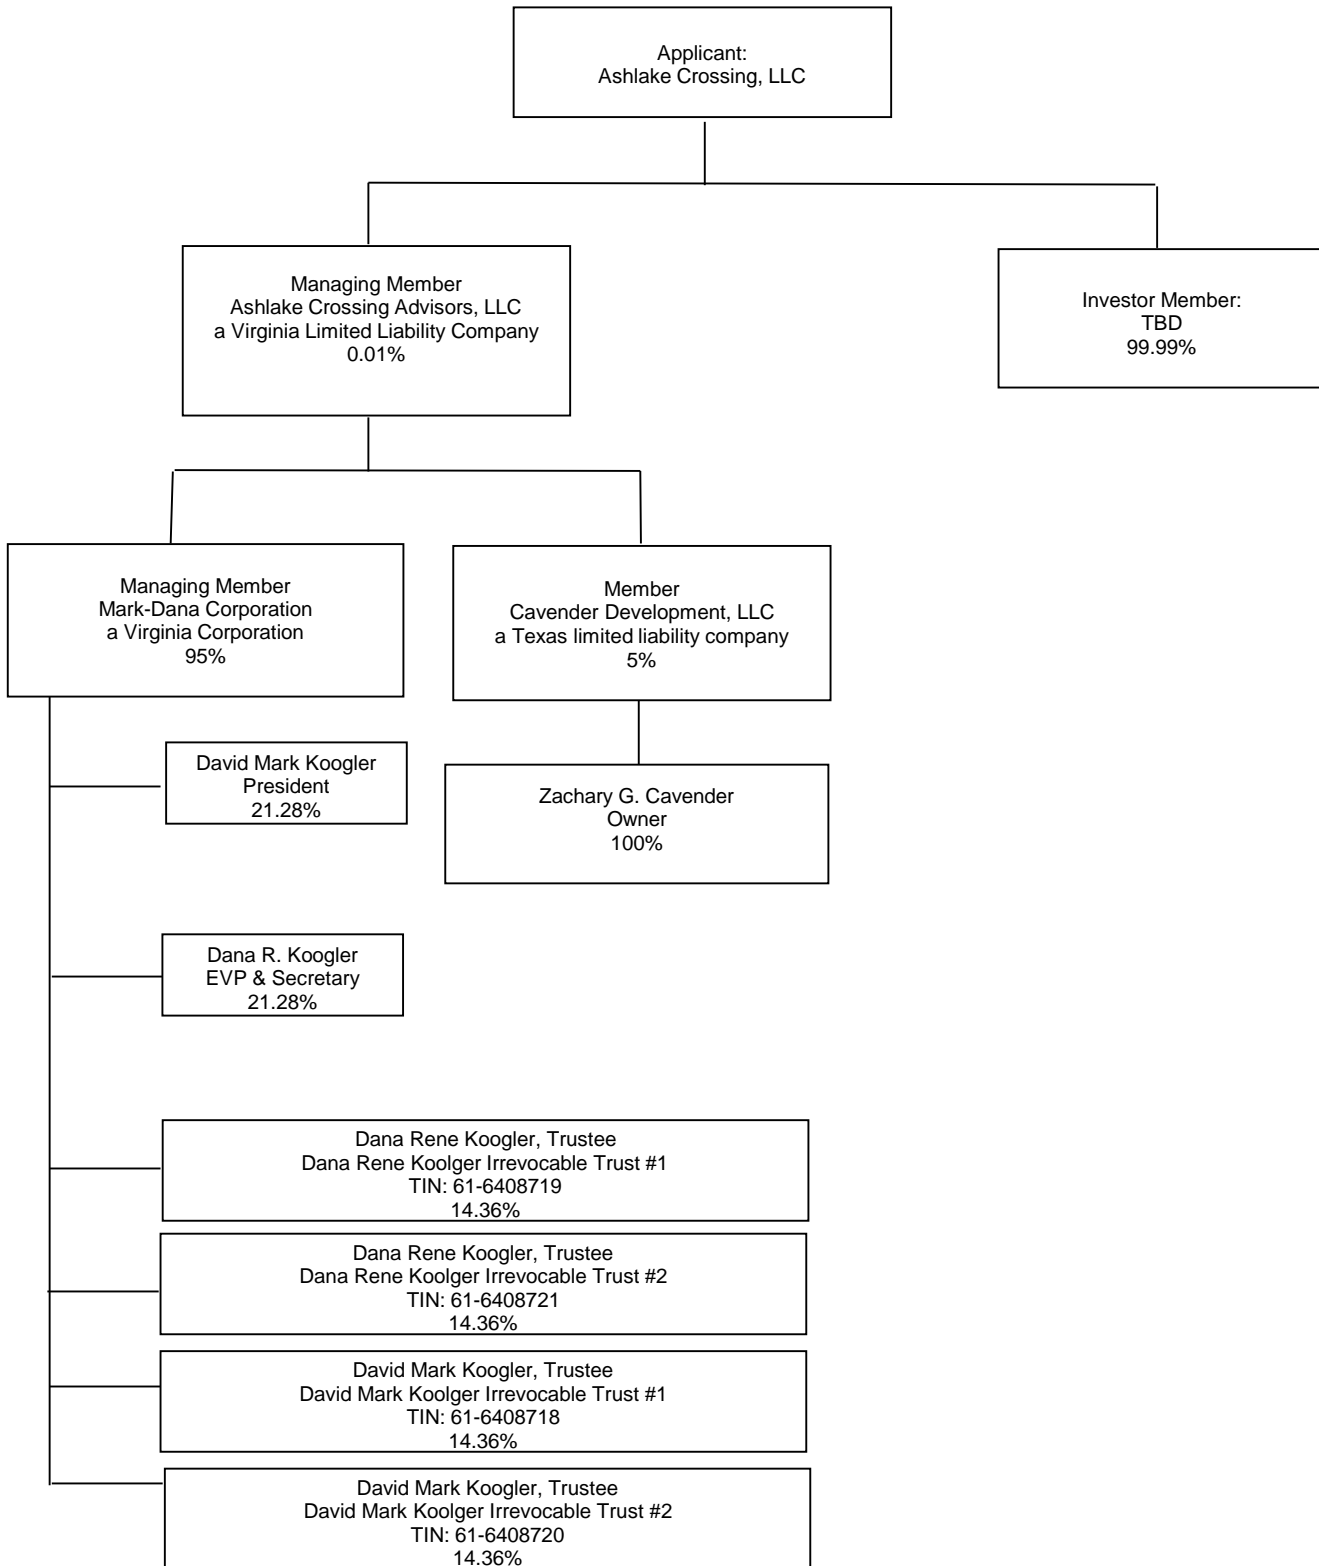 Applicant:
Ashlake Crossing, LLC
Managing Member
Ashlake Crossing Advisors, LLC
a Virginia Limited Liability Company
0.01%
Investor Member:
TBD
99.99%
Managing Member
Mark-Dana Corporation
a Virginia Corporation
95%
Member
Cavender Development, LLC
a Texas limited liability company
5%
David Mark Koogler
President
21.28%
Zachary G. Cavender
Owner
100%
Dana R. Koogler
EVP & Secretary
21.28%
Dana Rene Koogler, Trustee
Dana Rene Koolger Irrevocable Trust #1
TIN: 61-6408719
14.36%
Dana Rene Koogler, Trustee
Dana Rene Koolger Irrevocable Trust #2
TIN: 61-6408721
14.36%
David Mark Koogler, Trustee
David Mark Koolger Irrevocable Trust #1
TIN: 61-6408718
14.36%
David Mark Koogler, Trustee
David Mark Koolger Irrevocable Trust #2
TIN: 61-6408720
14.36%